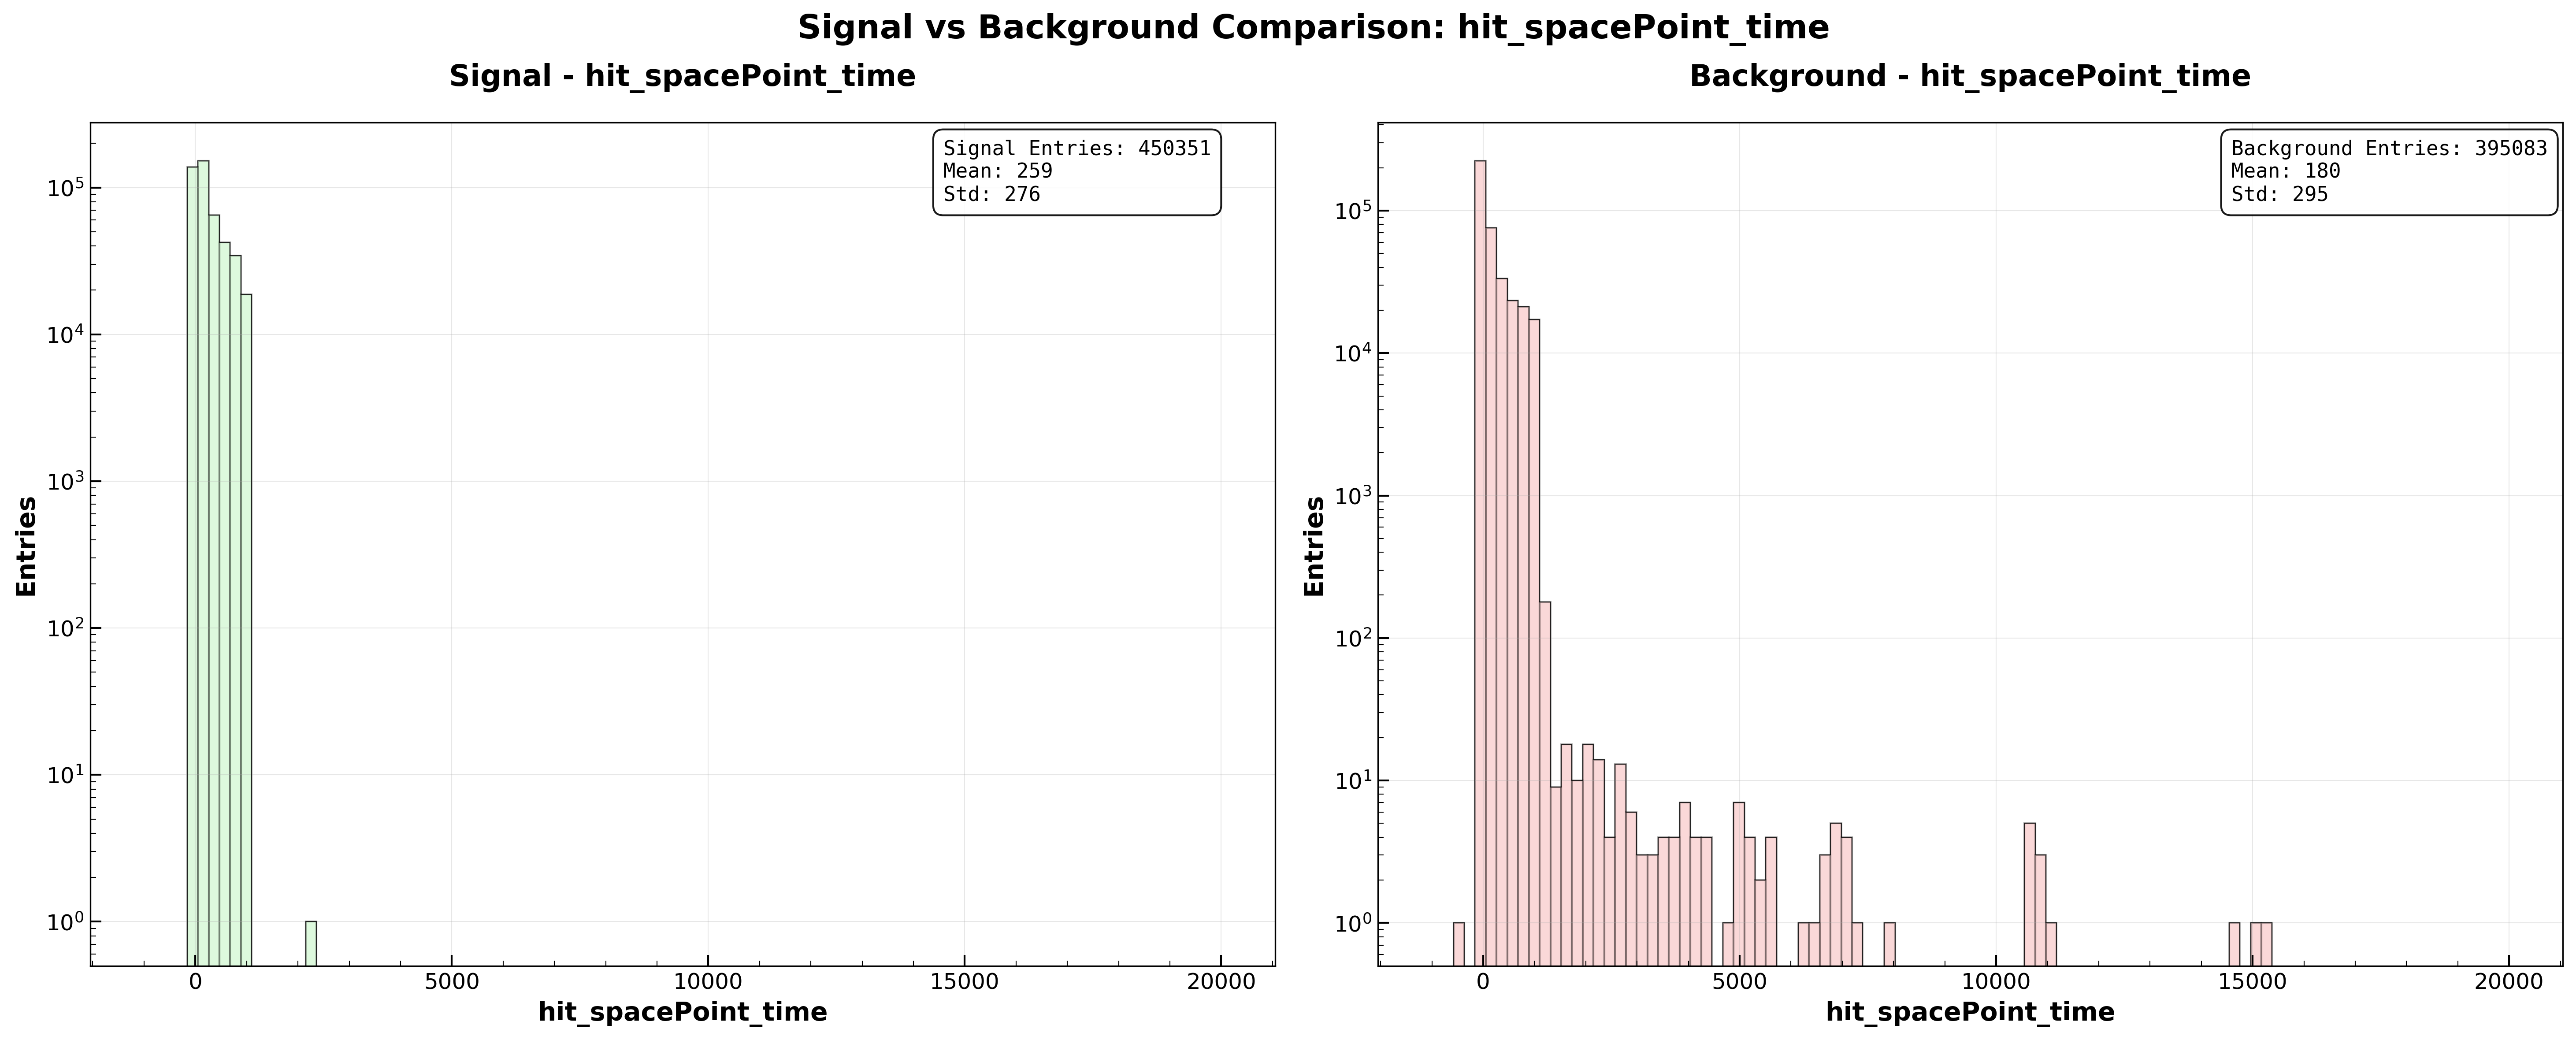 Signal vs Background Comparison: hit_spacePoint_time
Signal - hit_spacePoint_time
Signal Entries: 450351
Mean: 259
Std: 276
10^5
10^4
10^3
10^2
10^1
10^0
Entries
0 5000 10000 15000 20000
hit_spacePoint_time
Background - hit_spacePoint_time
Background Entries: 395083
Mean: 180
Std: 295
10^5
10^4
10^3
10^2
10^1
10^0
Entries
0 5000 10000 15000 20000
hit_spacePoint_time